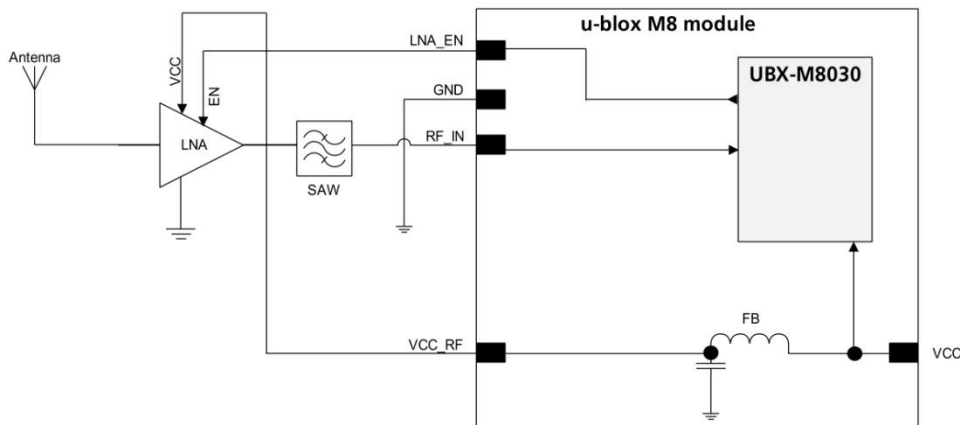 u-blox M8 module
LNA_EN
UBX-M8030
Antenna
VCC
EN
GND
LNA
RF_IN
SAW
FB
VCC_RF
VCC